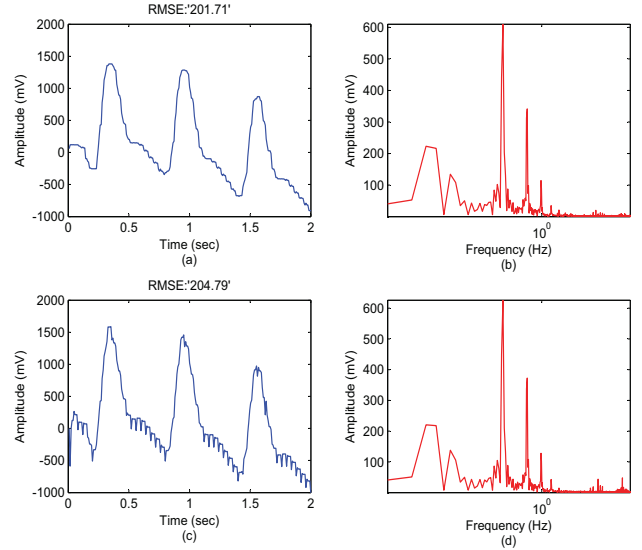 RMSE:'201.71'
Amplitude (mV)
2000
1500
1000
500
0
-500
-1000
0
0.5
1
1.5
2
Time (sec)
(a)
Amplitude (mV)
600
500
400
300
200
100
10^0
Frequency (Hz)
(b)
RMSE:'204.79'
Amplitude (mV)
2000
1500
1000
500
0
-500
-1000
0
0.5
1
1.5
2
Time (sec)
(c)
Amplitude (mV)
600
500
400
300
200
100
10^0
Frequency (Hz)
(d)